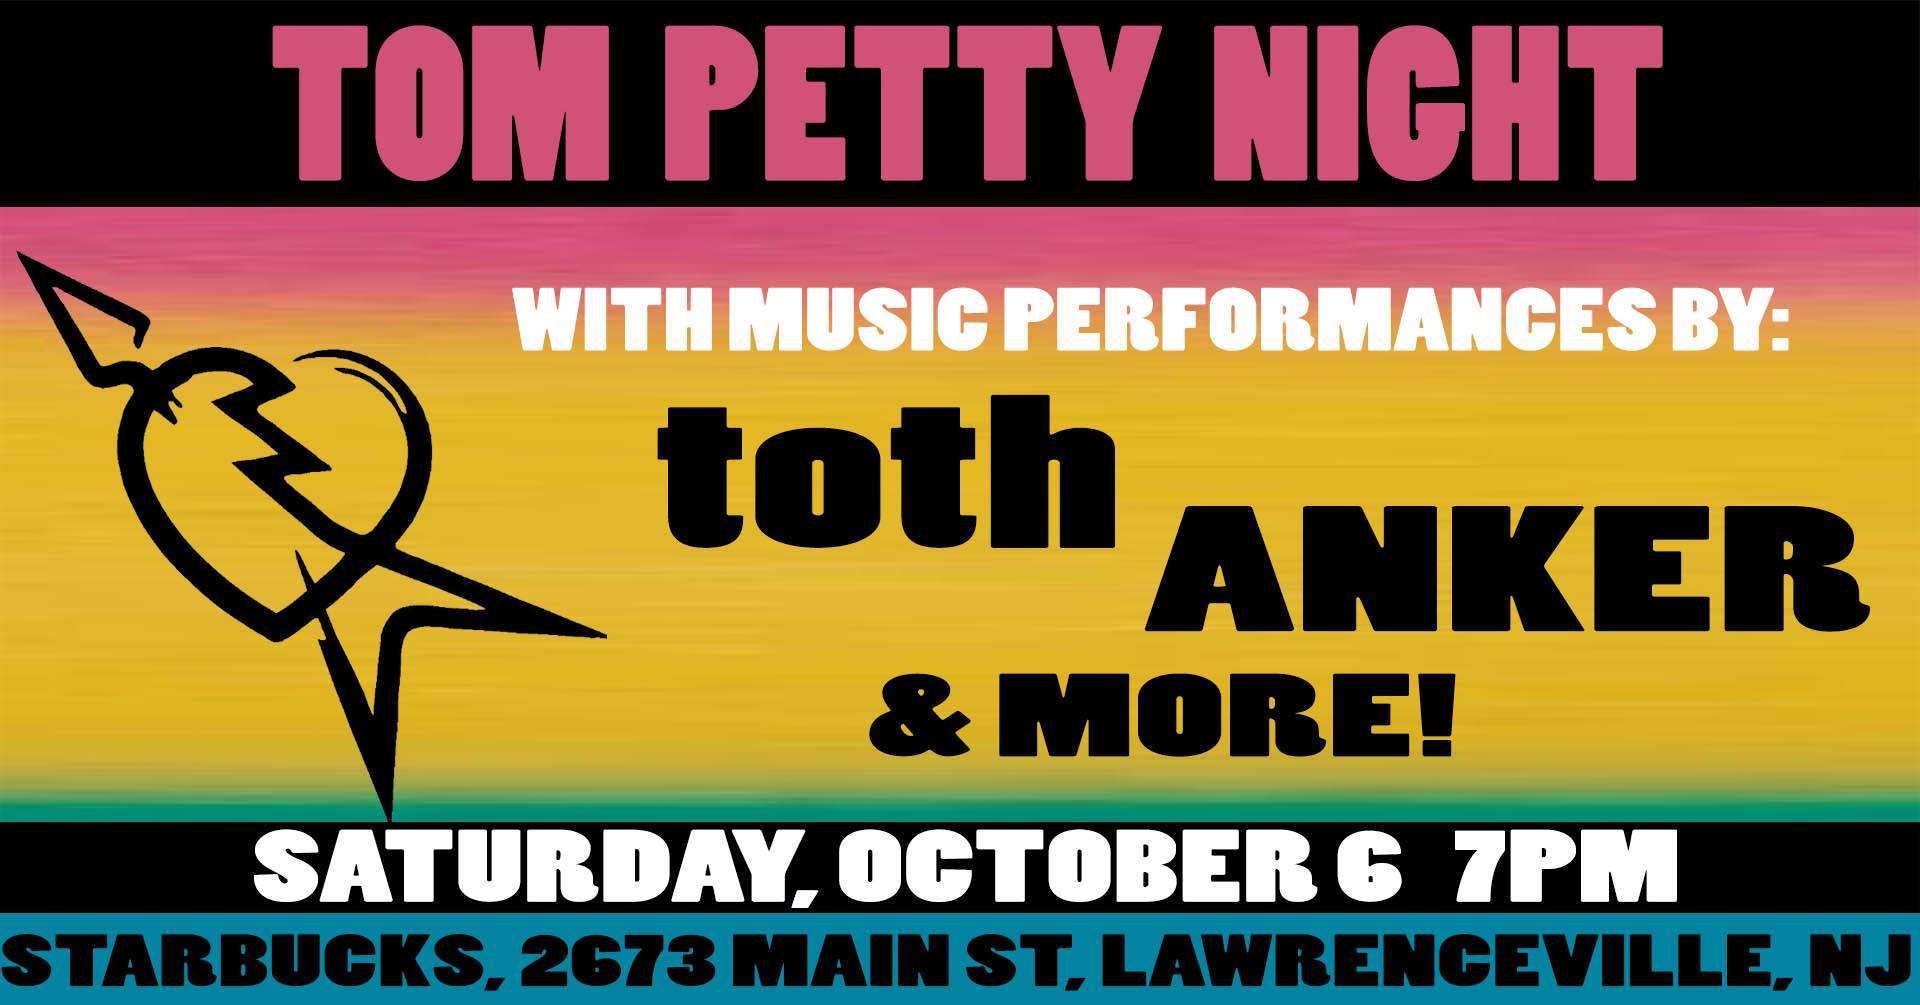 TOM PETTY NIGHT
WITH MUSIC PERFORMANCES BY:
toth
ANKER
& MORE!
SATURDAY, OCTOBER 6 7PM
STARBUCKS, 2673 MAIN ST, LAWRENCEVILLE, NJ